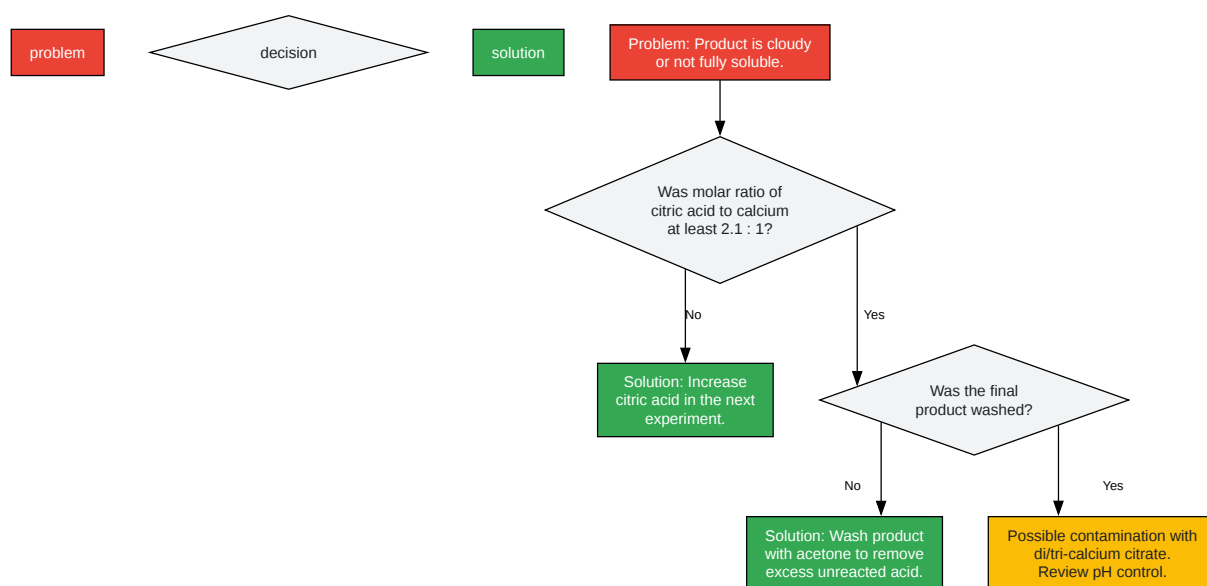 problem
decision
solution
Problem: Product is cloudy
or not fully soluble.
Was molar ratio of
citric acid to calcium
at least 2.1 : 1?
No
Yes
Solution: Increase
citric acid in the next
experiment.
Was the final
product washed?
No
Yes
Solution: Wash product
with acetone to remove
excess unreacted acid.
Possible contamination with
di/tri-calcium citrate.
Review pH control.